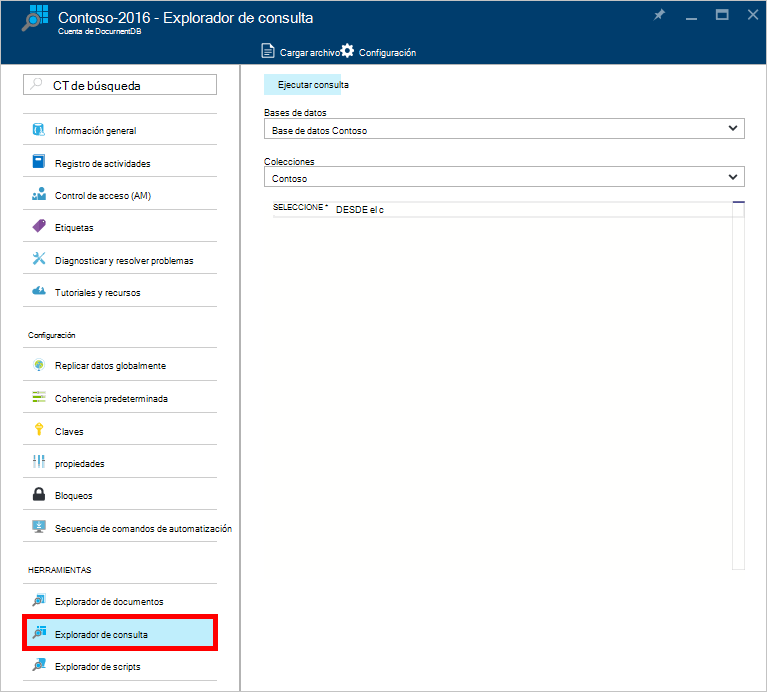 Contoso-2016 - Explorador de consulta
Cuenta de DocurnentDB
Cargar archivo Configuración
CT de búsqueda
Información general
Registro de actividades
Control de acceso (AM)
Etiquetas
Diagnosticar y resolver problemas
Tutoriales y recursos
Configuración
Replicar datos globalmente
Coherencia predeterminada
Claves
propiedades
Bloqueos
Secuencia de comandos de automatización
HERRAMIENTAS
Explorador de documentos
Explorador de consulta
Explorador de scripts
Ejecutar consulta
Bases de datos
Base de datos Contoso
Colecciones
Contoso
SELECCIONE * DESDE el c